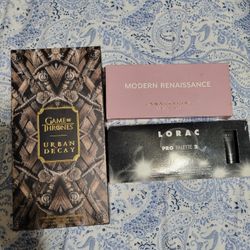 GAME OF
THRONES
URBAN
DECAY
MODERN RENAISSANCE
LORAC
PRO PALETTE 3